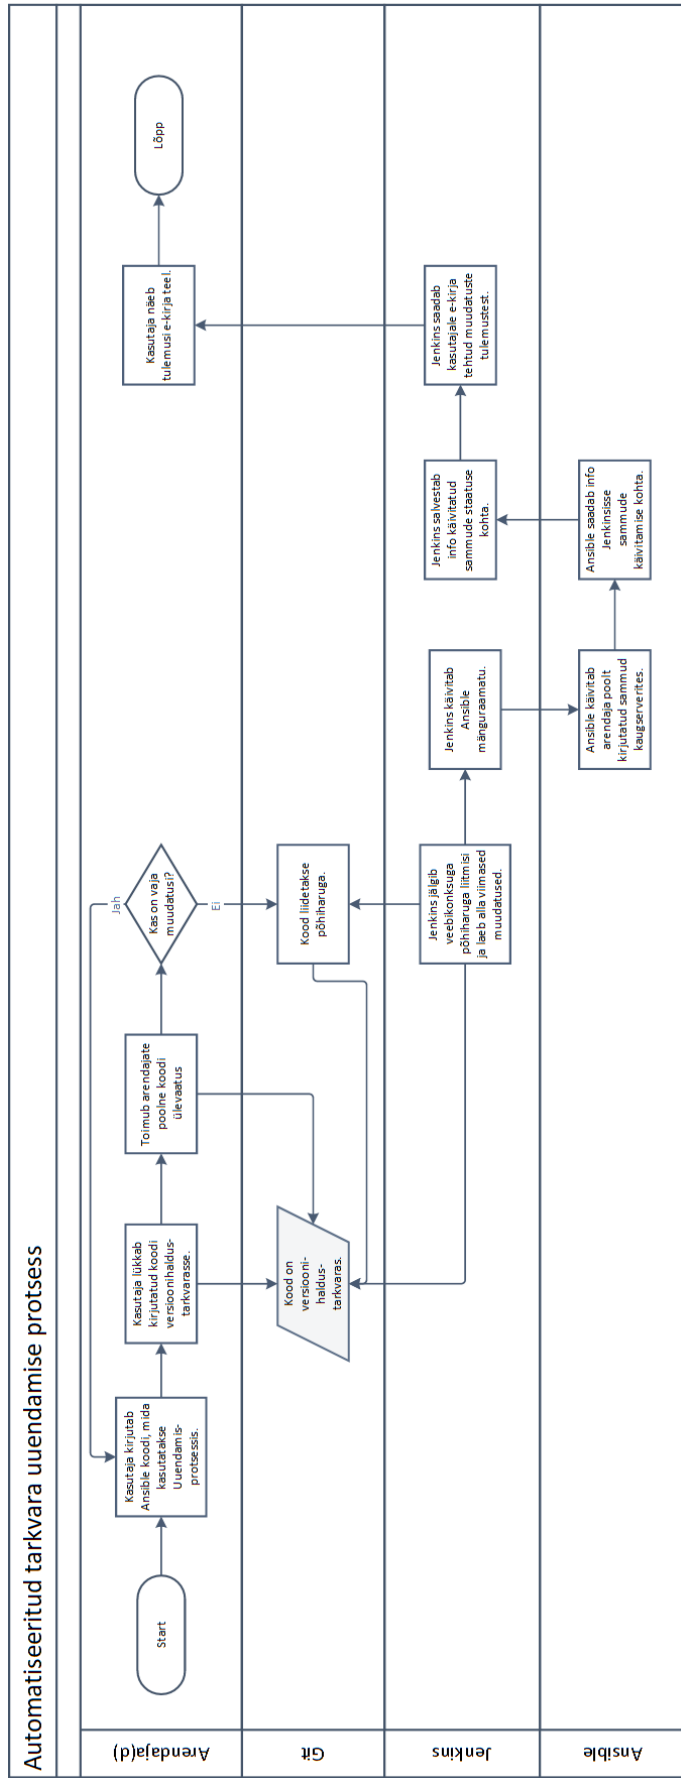 Automatiseeritud tarkvara uuendamise protsess
Arendaja(d)
Start
Kasutaja kirjutab
Ansible koodi, mida
kasutatakse
Uuendamis-
protsessis.
Kasutaja lükkab
kirjutatud koodi
versioonihaldus-
tarkvarasse.
Toimub arendajate
poolne koodi
ülevaatus
Kas on vaja
muudatusi?
Jah
Ei
Kasutaja näeb
tulemusi e-kirja teel.
Lõpp
Git
Kood on
versiooni-
haldus-
tarkvaras.
Kood liidetakse
põhiharuga.
Jenkins
Jenkins jälgib
veebikonksuga
põhiharuga liitmisi
ja laeb alla viimased
muudatused.
Jenkins käivitab
Ansible
mänguraamatu.
Jenkins salvestab
info käivitatud
sammude staatuse
kohta.
Jenkins saadab
kasutajale e-kirja
tehtud muudatuste
tulemustest.
Ansible
Ansible käivitab
arendaja poolt
kirjutatud sammud
kaugserverites.
Ansible saadab info
Jenkinsisse
sammude
käivitamise kohta.